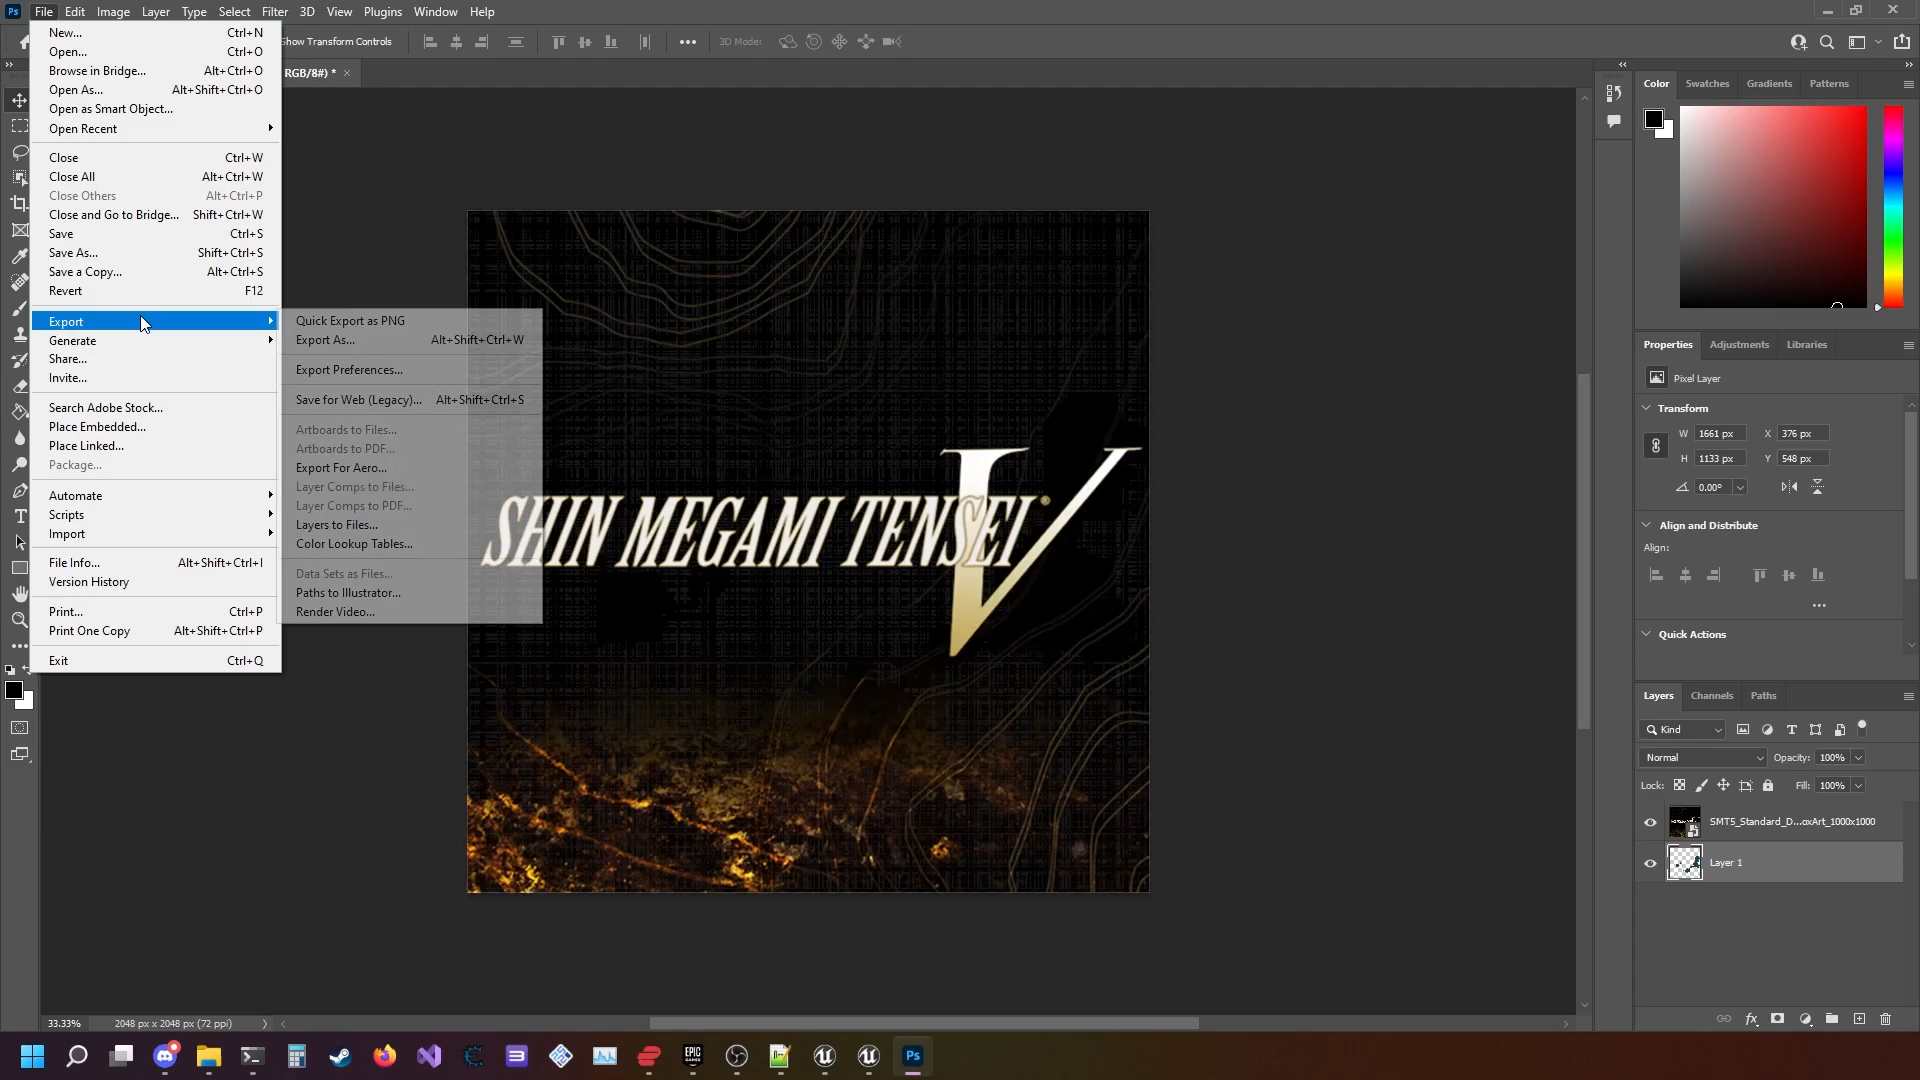 Ps File Edit Image Layer Type Select Filter 3D View Plugins Window Help
Show Transform Controls
3D Mode:
RGB/8#) *
New... Ctrl+N
Open... Ctrl+O
Browse in Bridge... Alt+Ctrl+O
Open As... Alt+Shift+Ctrl+O
Open as Smart Object...
Open Recent
Close Ctrl+W
Close All Alt+Ctrl+W
Close Others Alt+Ctrl+P
Close and Go to Bridge... Shift+Ctrl+W
Save Ctrl+S
Save As... Shift+Ctrl+S
Save a Copy... Alt+Ctrl+S
Revert F12
Export
Generate
Share...
Invite...
Search Adobe Stock...
Place Embedded...
Place Linked...
Package...
Automate
Scripts
Import
File Info... Alt+Shift+Ctrl+I
Version History
Print... Ctrl+P
Print One Copy Alt+Shift+Ctrl+P
Exit Ctrl+Q
Quick Export as PNG
Export As... Alt+Shift+Ctrl+W
Export Preferences...
Save for Web (Legacy)... Alt+Shift+Ctrl+S
Artboards to Files...
Artboards to PDF...
Export For Aero...
Layer Comps to Files...
Layer Comps to PDF...
Layers to Files...
Color Lookup Tables...
Data Sets as Files...
Paths to Illustrator...
Render Video...
SHIN MEGAMI TENSEI V
®
Color Swatches Gradients Patterns
Properties Adjustments Libraries
Pixel Layer
Transform
W 1661 px X 376 px
H 1133 px Y 548 px
0.00°
Align and Distribute
Align:
Quick Actions
Layers Channels Paths
Kind
Normal Opacity: 100%
Lock: Fill: 100%
SMT5_Standard_D...oxArt_1000x1000
Layer 1
33.33% 2048 px x 2048 px (72 ppi)
EPIC GAMES
Ps